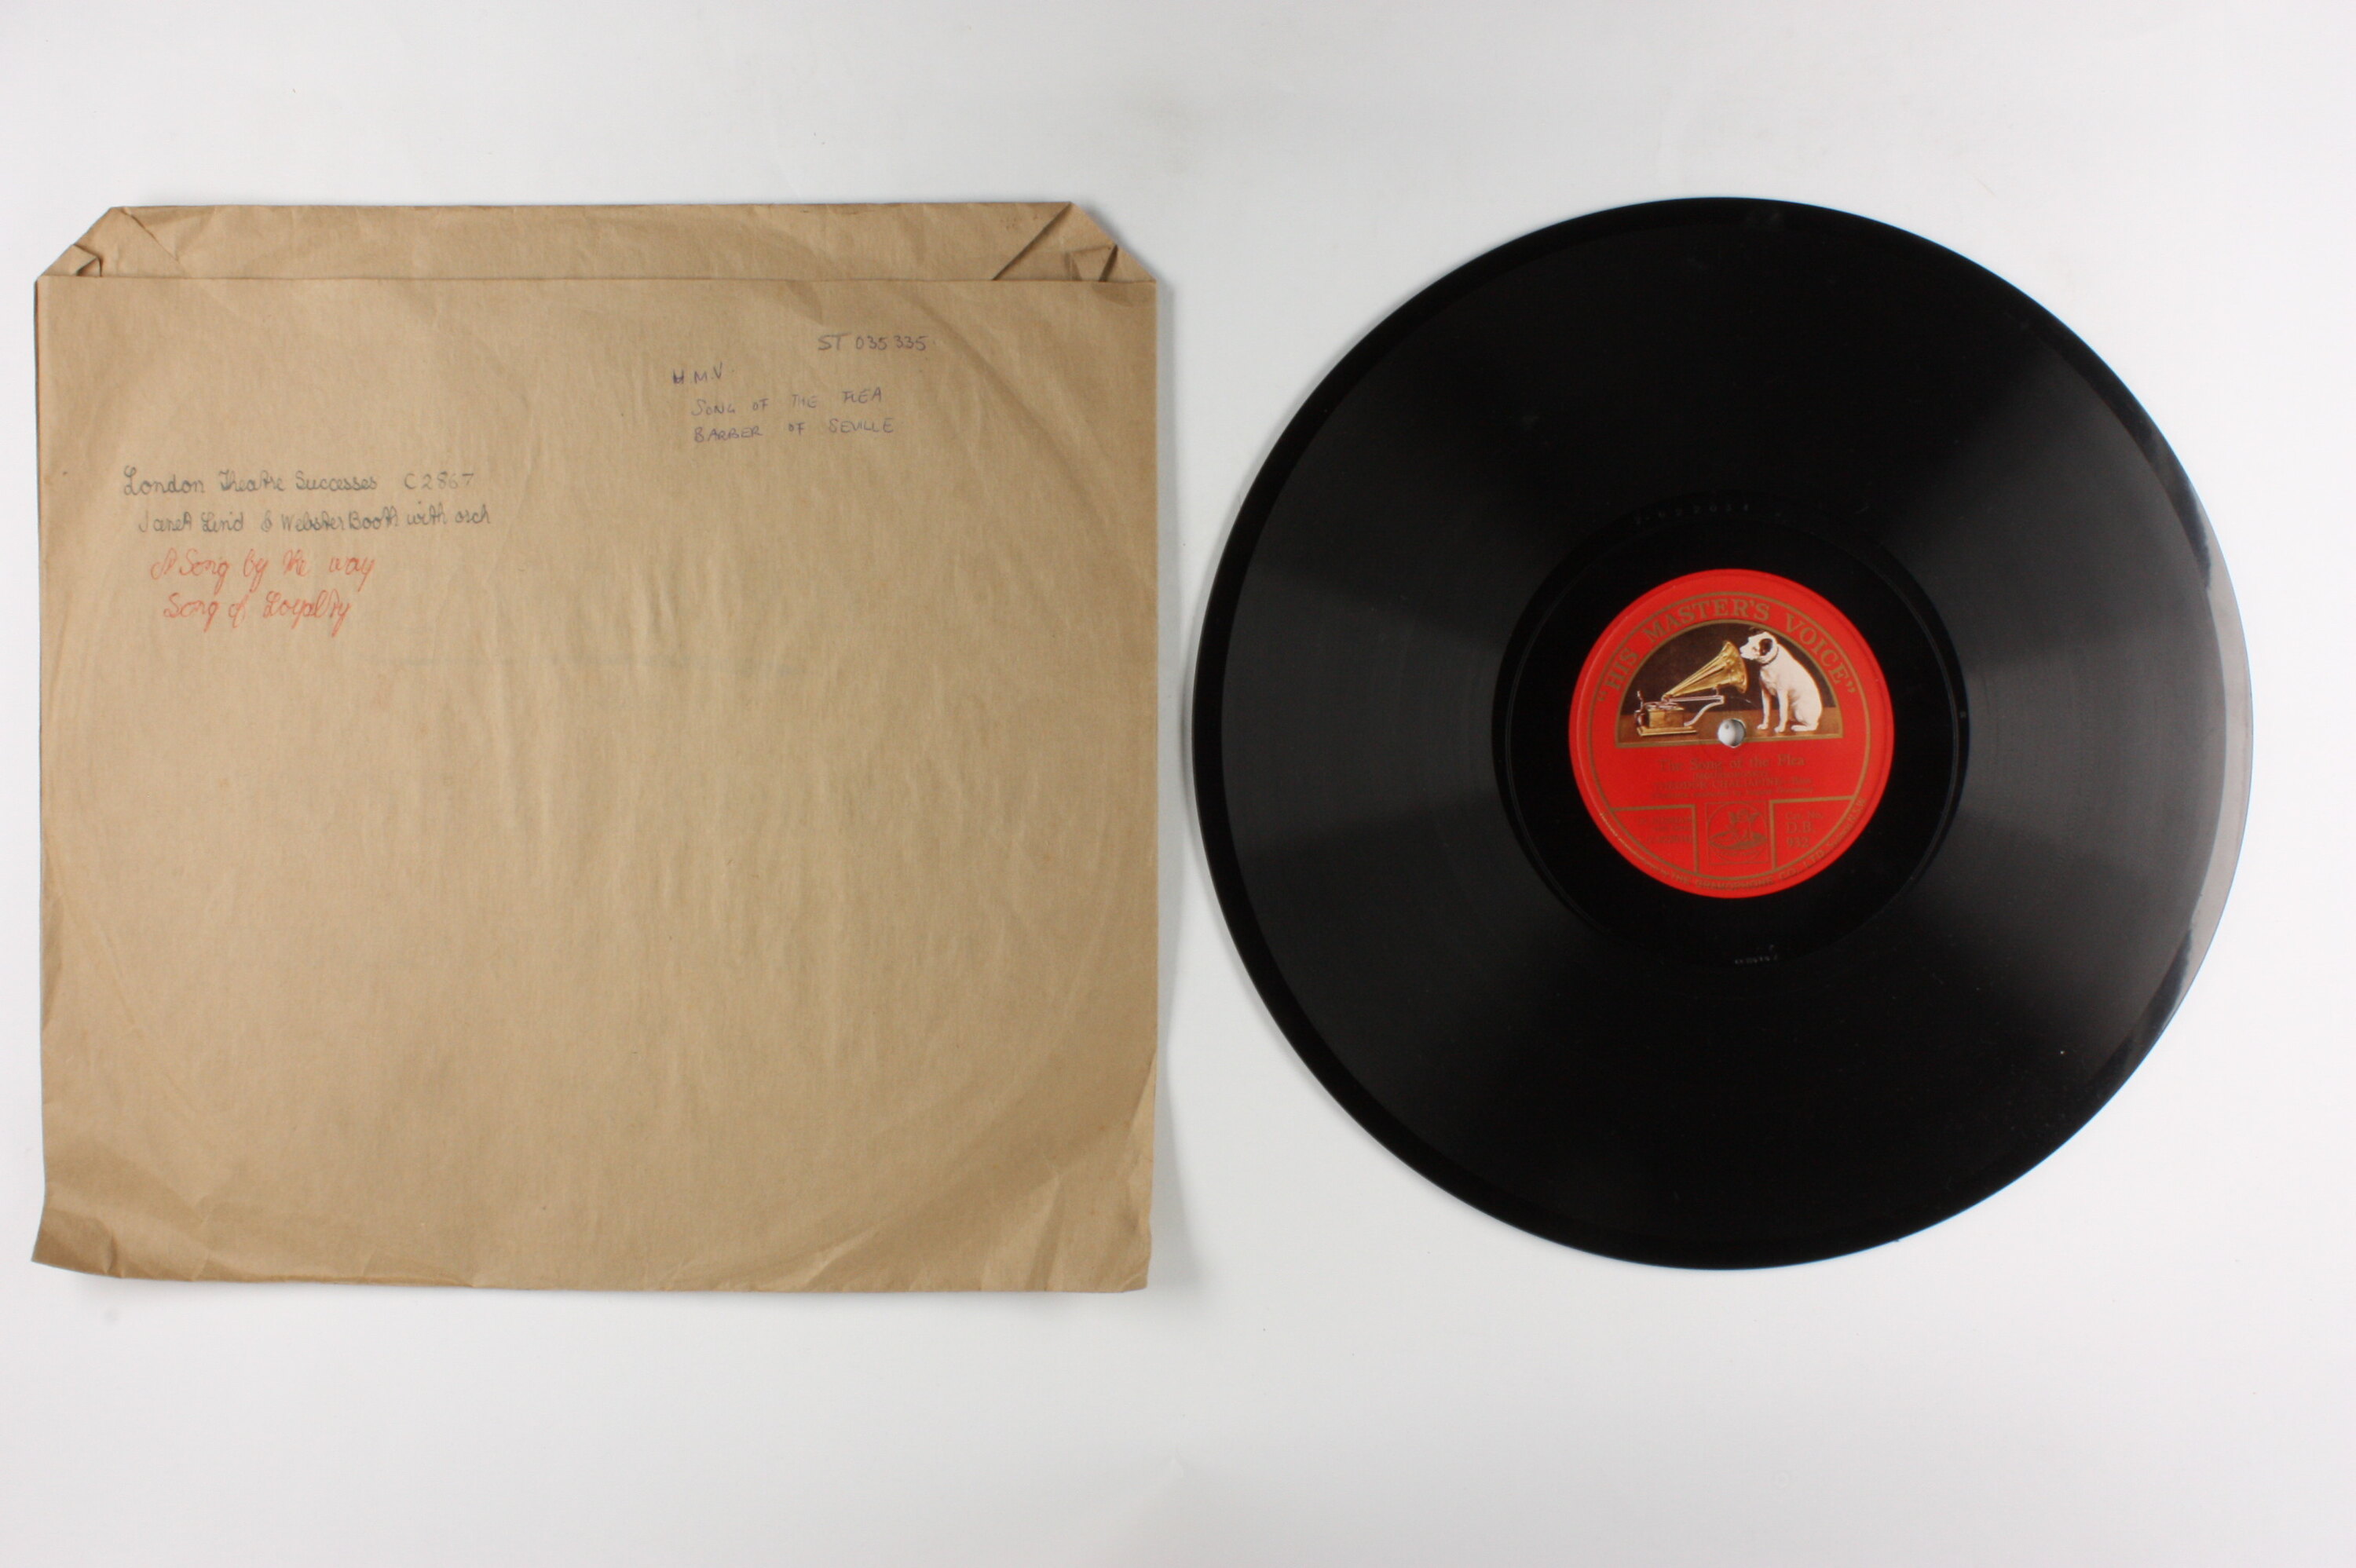 ST 035335
H M V
SONG OF THE FLEA
BARBER OF SEVILLE
London Theatre Successes C2867
Janet Lind & Webster Booth with orch
A Song by the way
Song of Loyalty
"HIS MASTER'S VOICE"
The Song of the Flea
D.B.
932